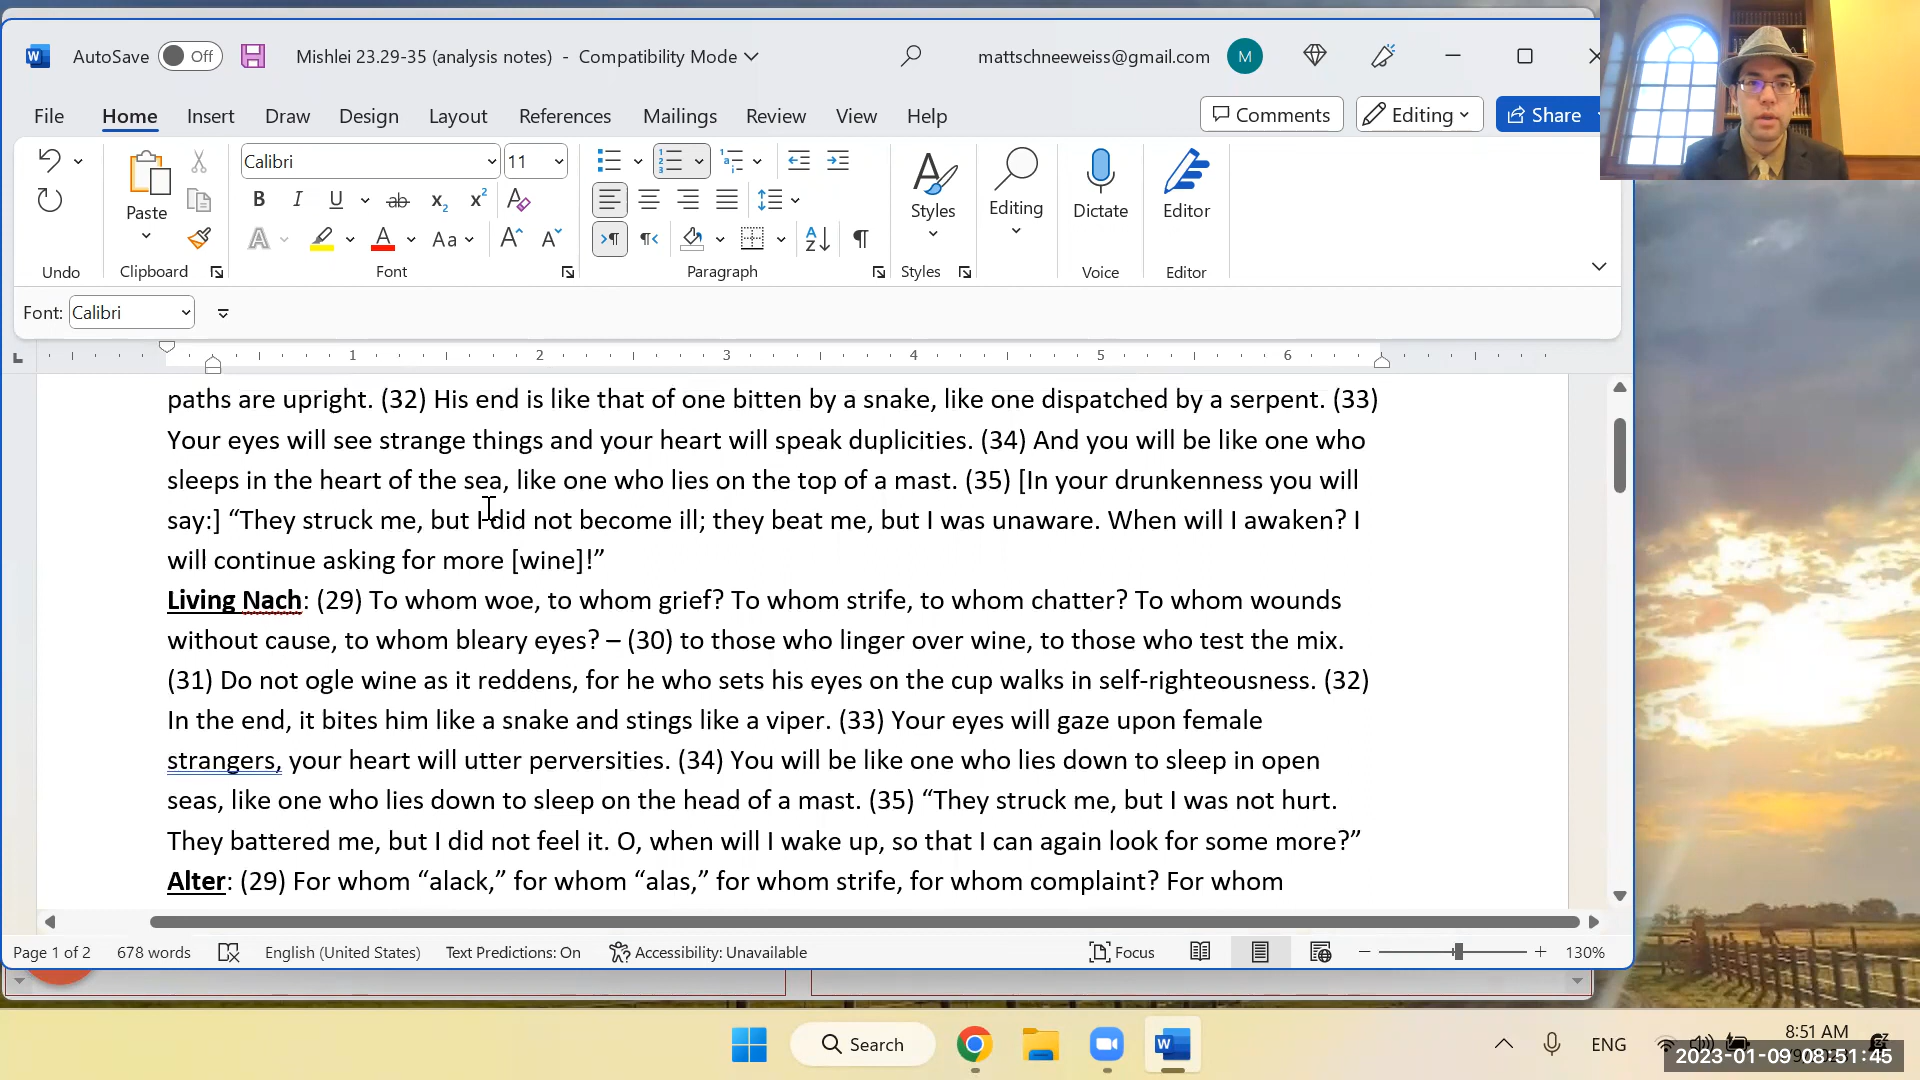 AutoSave Off Mishlei 23.29-35 (analysis notes) - Compatibility Mode mattschneeweiss@gmail.com M
File Home Insert Draw Design Layout References Mailings Review View Help Comments Editing Share
Calibri 11
Paste B I U ab x2 x2 Styles Editing Dictate Editor
A A Aa A A
Undo Clipboard Font Paragraph Styles Voice Editor
Font: Calibri
1 2 3 4 5 6
paths are upright. (32) His end is like that of one bitten by a snake, like one dispatched by a serpent. (33)
Your eyes will see strange things and your heart will speak duplicities. (34) And you will be like one who
sleeps in the heart of the sea, like one who lies on the top of a mast. (35) [In your drunkenness you will
say:] “They struck me, but I did not become ill; they beat me, but I was unaware. When will I awaken? I
will continue asking for more [wine]!”
Living Nach: (29) To whom woe, to whom grief? To whom strife, to whom chatter? To whom wounds
without cause, to whom bleary eyes? – (30) to those who linger over wine, to those who test the mix.
(31) Do not ogle wine as it reddens, for he who sets his eyes on the cup walks in self-righteousness. (32)
In the end, it bites him like a snake and stings like a viper. (33) Your eyes will gaze upon female
strangers, your heart will utter perversities. (34) You will be like one who lies down to sleep in open
seas, like one who lies down to sleep on the head of a mast. (35) “They struck me, but I was not hurt.
They battered me, but I did not feel it. O, when will I wake up, so that I can again look for some more?”
Alter: (29) For whom “alack,” for whom “alas,” for whom strife, for whom complaint? For whom
Page 1 of 2 678 words English (United States) Text Predictions: On Accessibility: Unavailable Focus 130%
Search ENG 8:51 AM
2023-01-09 08:51:45